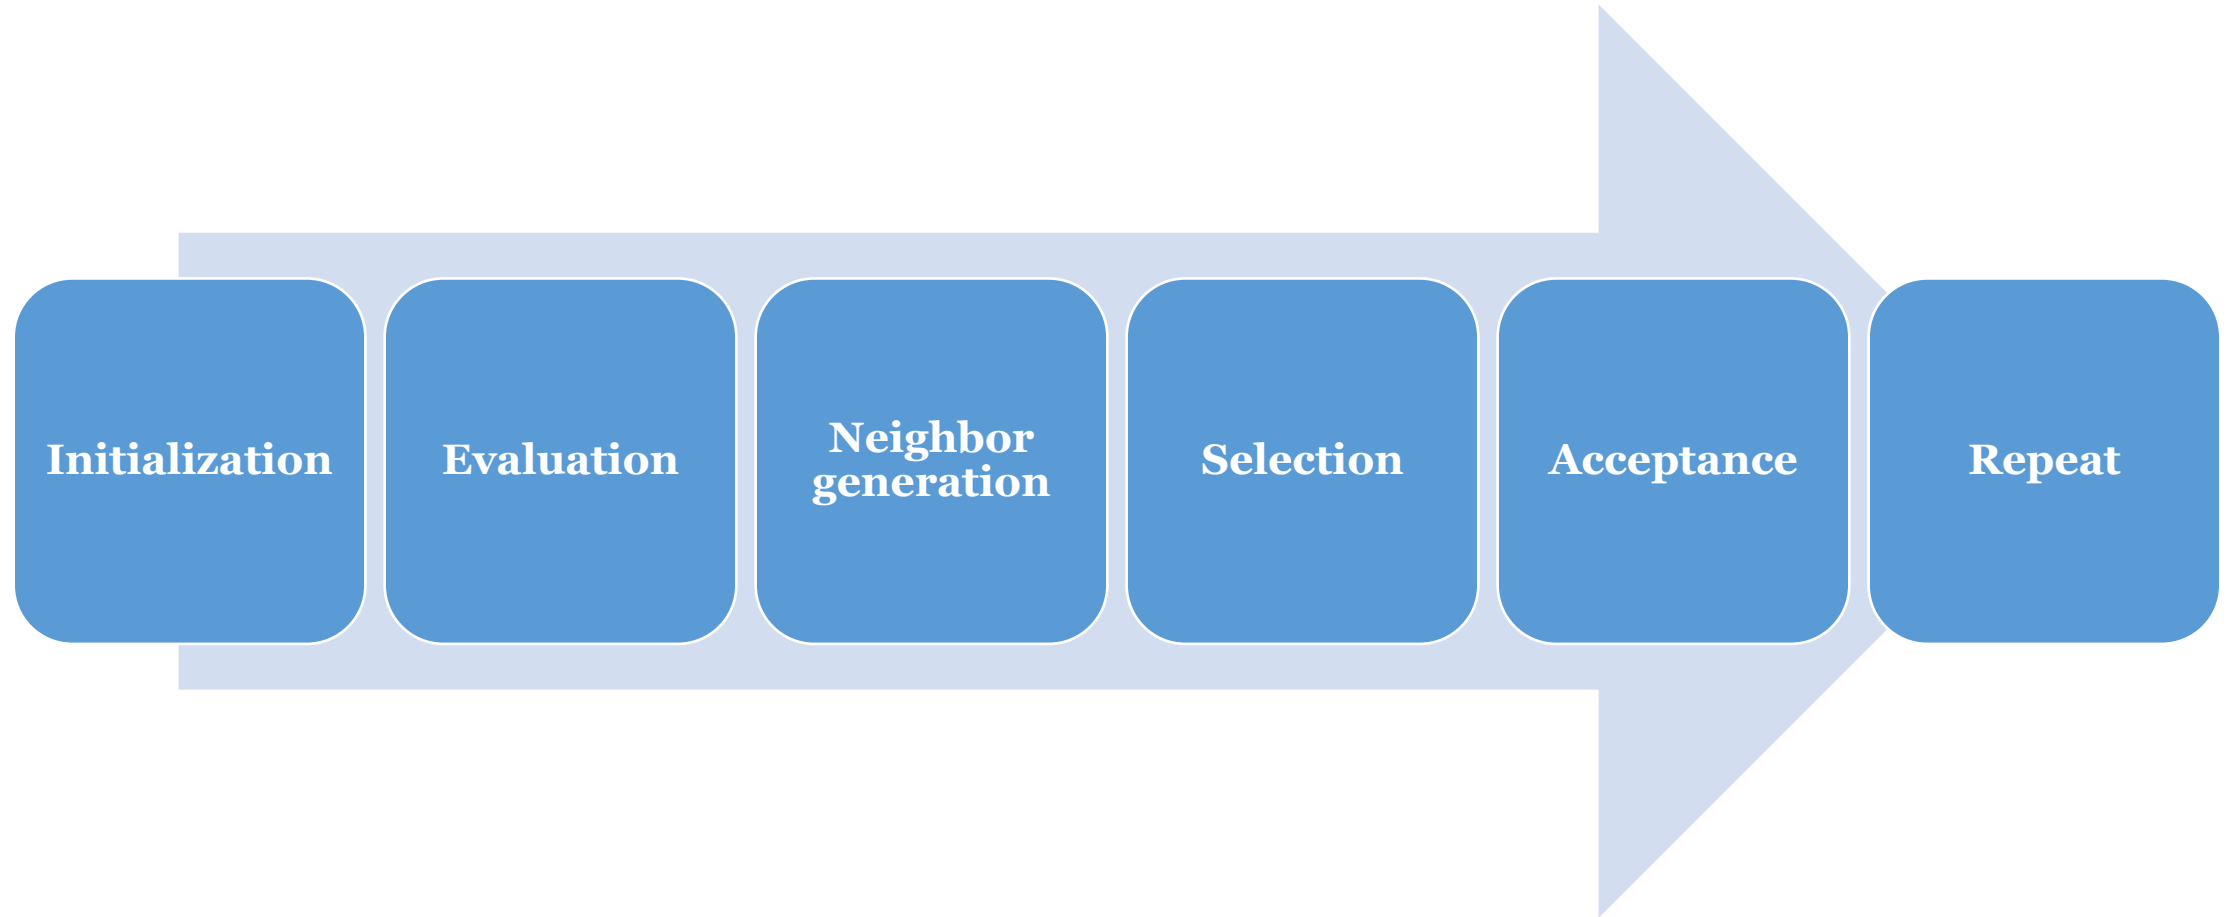 Initialization
Evaluation
Neighbor
generation
Selection
Acceptance
Repeat